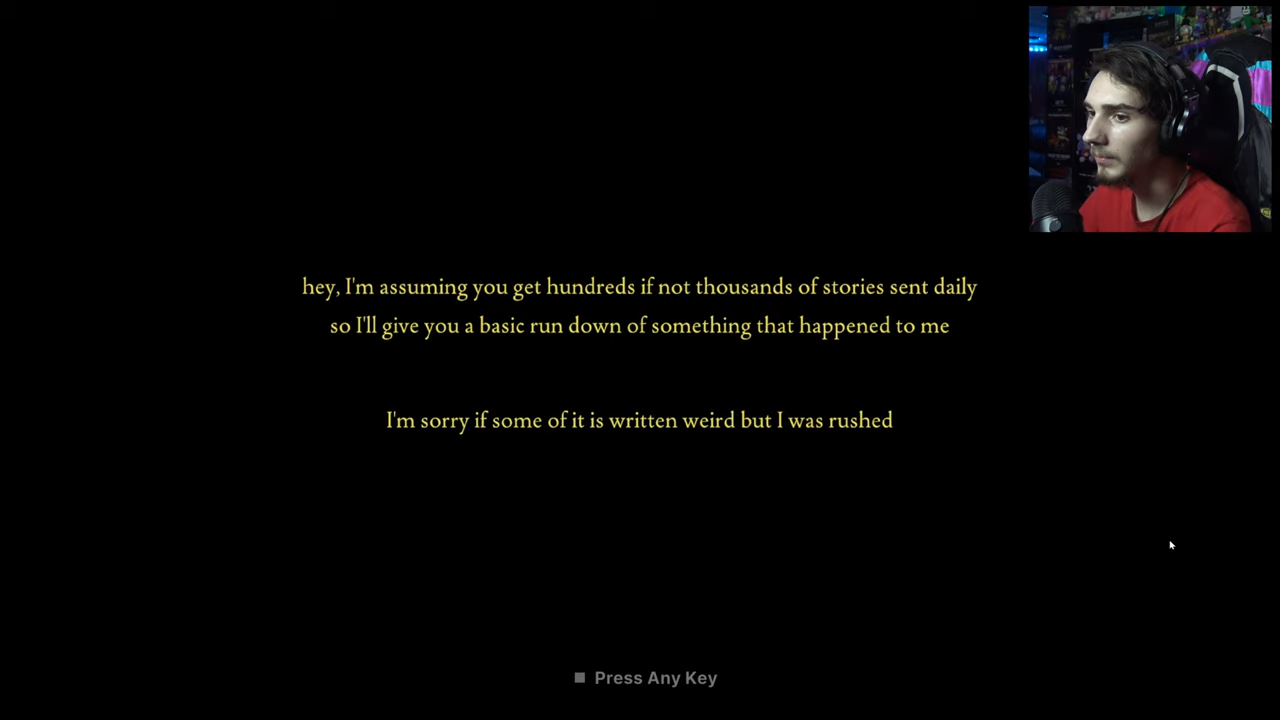 hey, I'm assuming you get hundreds if not thousands of stories sent daily
so I'll give you a basic run down of something that happened to me
I'm sorry if some of it is written weird but I was rushed
Press Any Key